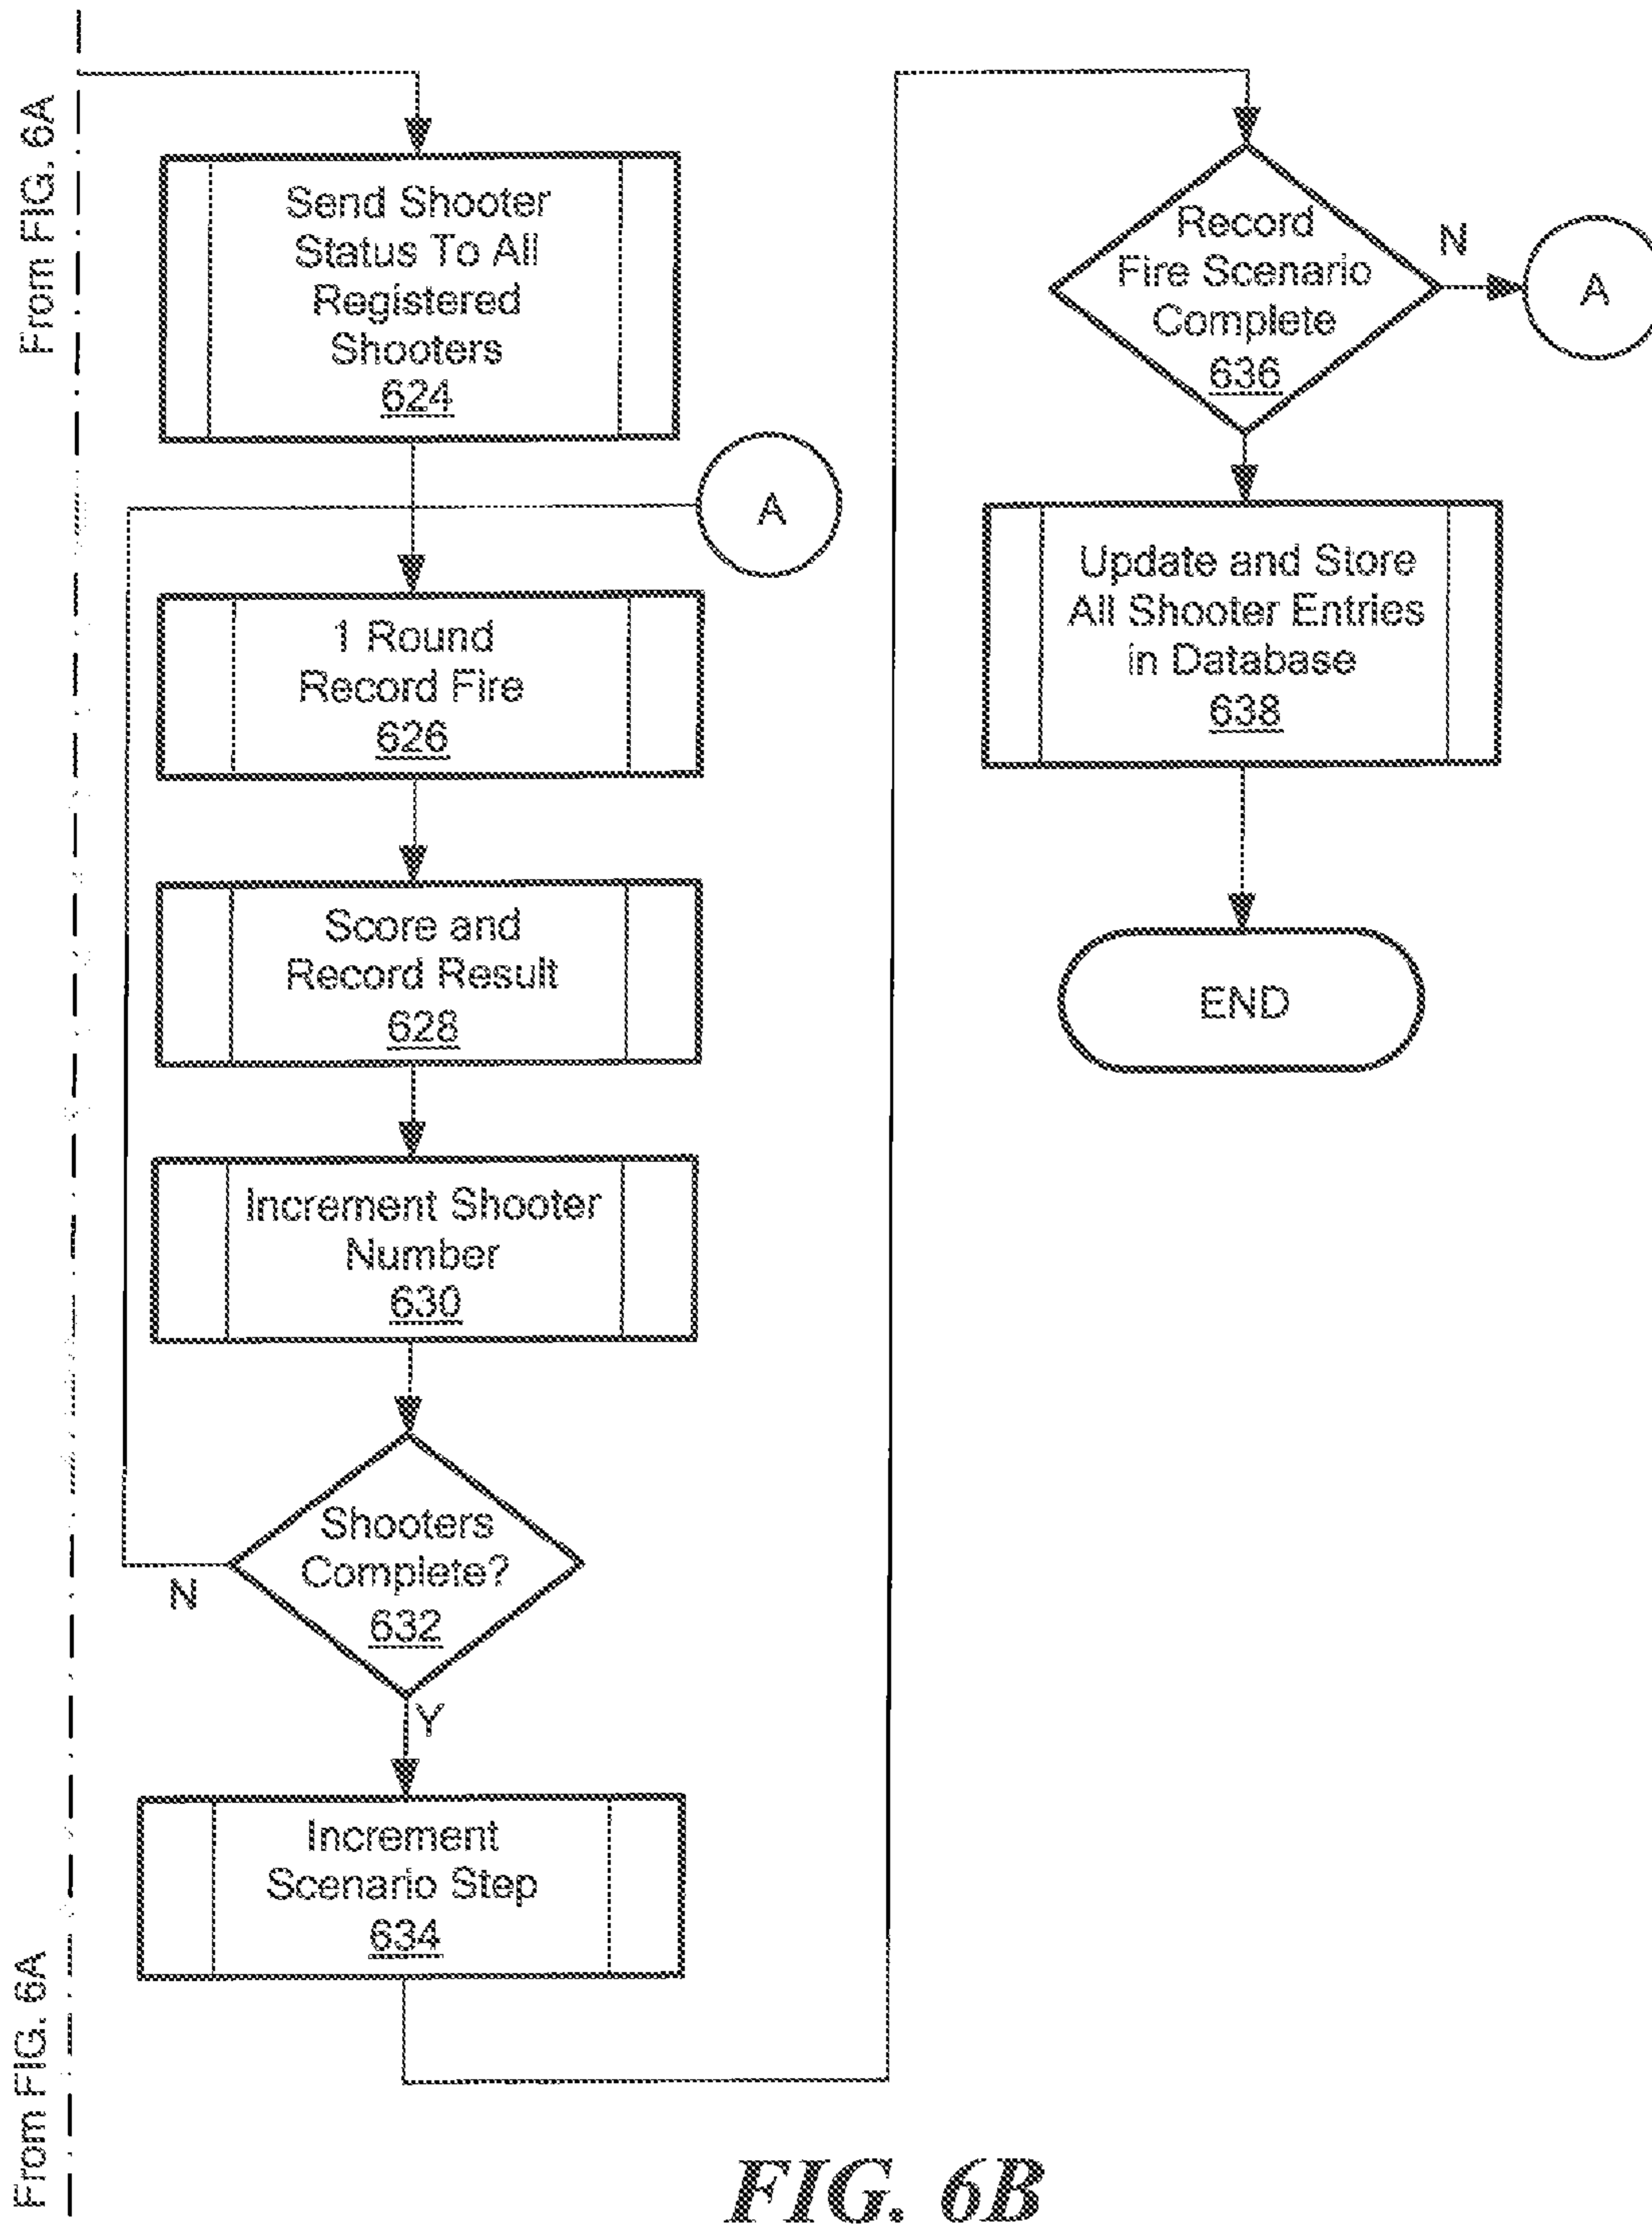 From FIG. 6A
Send Shooter
Status To All
Registered
Shooters
624
A
1 Round
Record Fire
626
Score and
Record Result
628
Increment Shooter
Number
630
Shooters
Complete?
632
N
Y
Increment
Scenario Step
634
From FIG. 6A
Record
Fire Scenario
Complete
636
N
A
Update and Store
All Shooter Entries
in Database
638
END
FIG. 6B